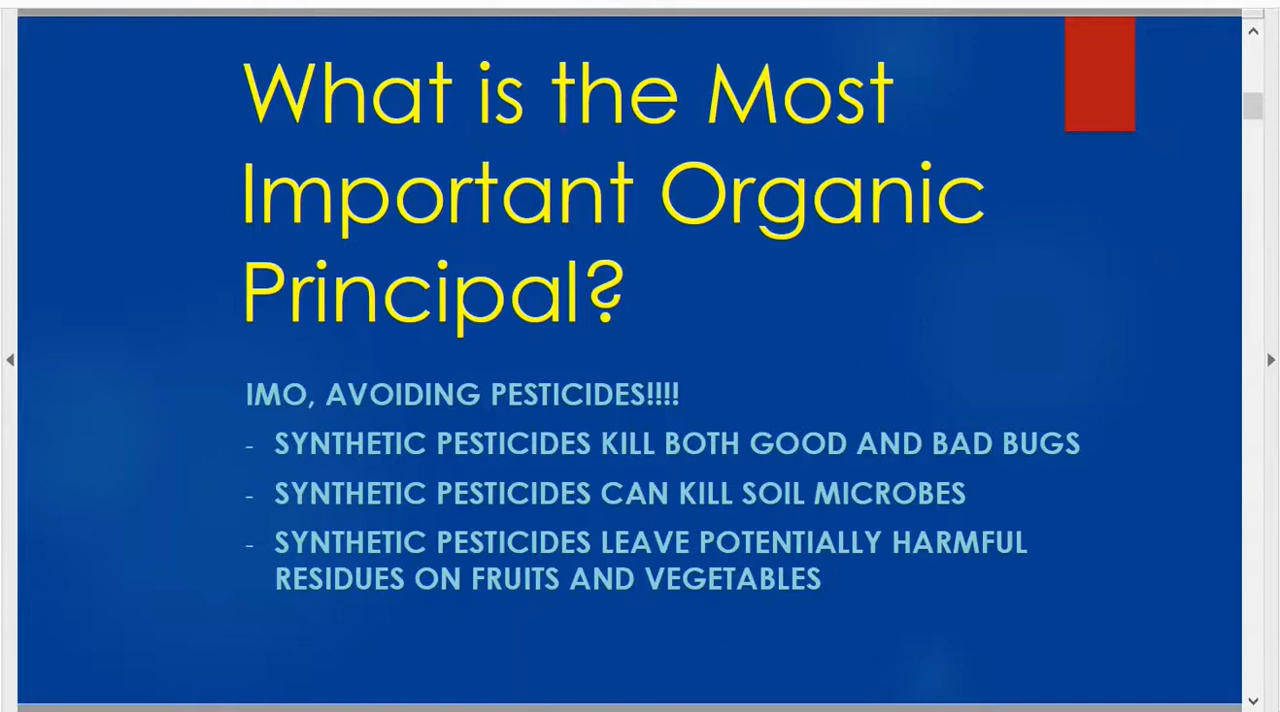 What is the Most
Important Organic
Principal?
IMO, AVOIDING PESTICIDES!!!!
- SYNTHETIC PESTICIDES KILL BOTH GOOD AND BAD BUGS
- SYNTHETIC PESTICIDES CAN KILL SOIL MICROBES
- SYNTHETIC PESTICIDES LEAVE POTENTIALLY HARMFUL
RESIDUES ON FRUITS AND VEGETABLES